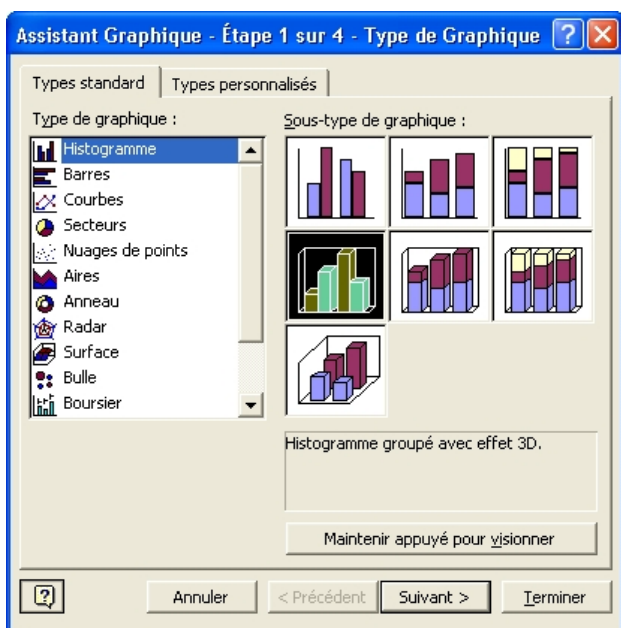 Assistant Graphique - Étape 1 sur 4 - Type de Graphique
Types standard
Types personnalisés
Type de graphique :
Histogramme
Barres
Courbes
Secteurs
Nuages de points
Aires
Anneau
Radar
Surface
Bulle
Boursier
Sous-type de graphique :
Histogramme groupé avec effet 3D.
Maintenir appuyé pour visionner
Annuler
< Précédent
Suivant >
Terminer